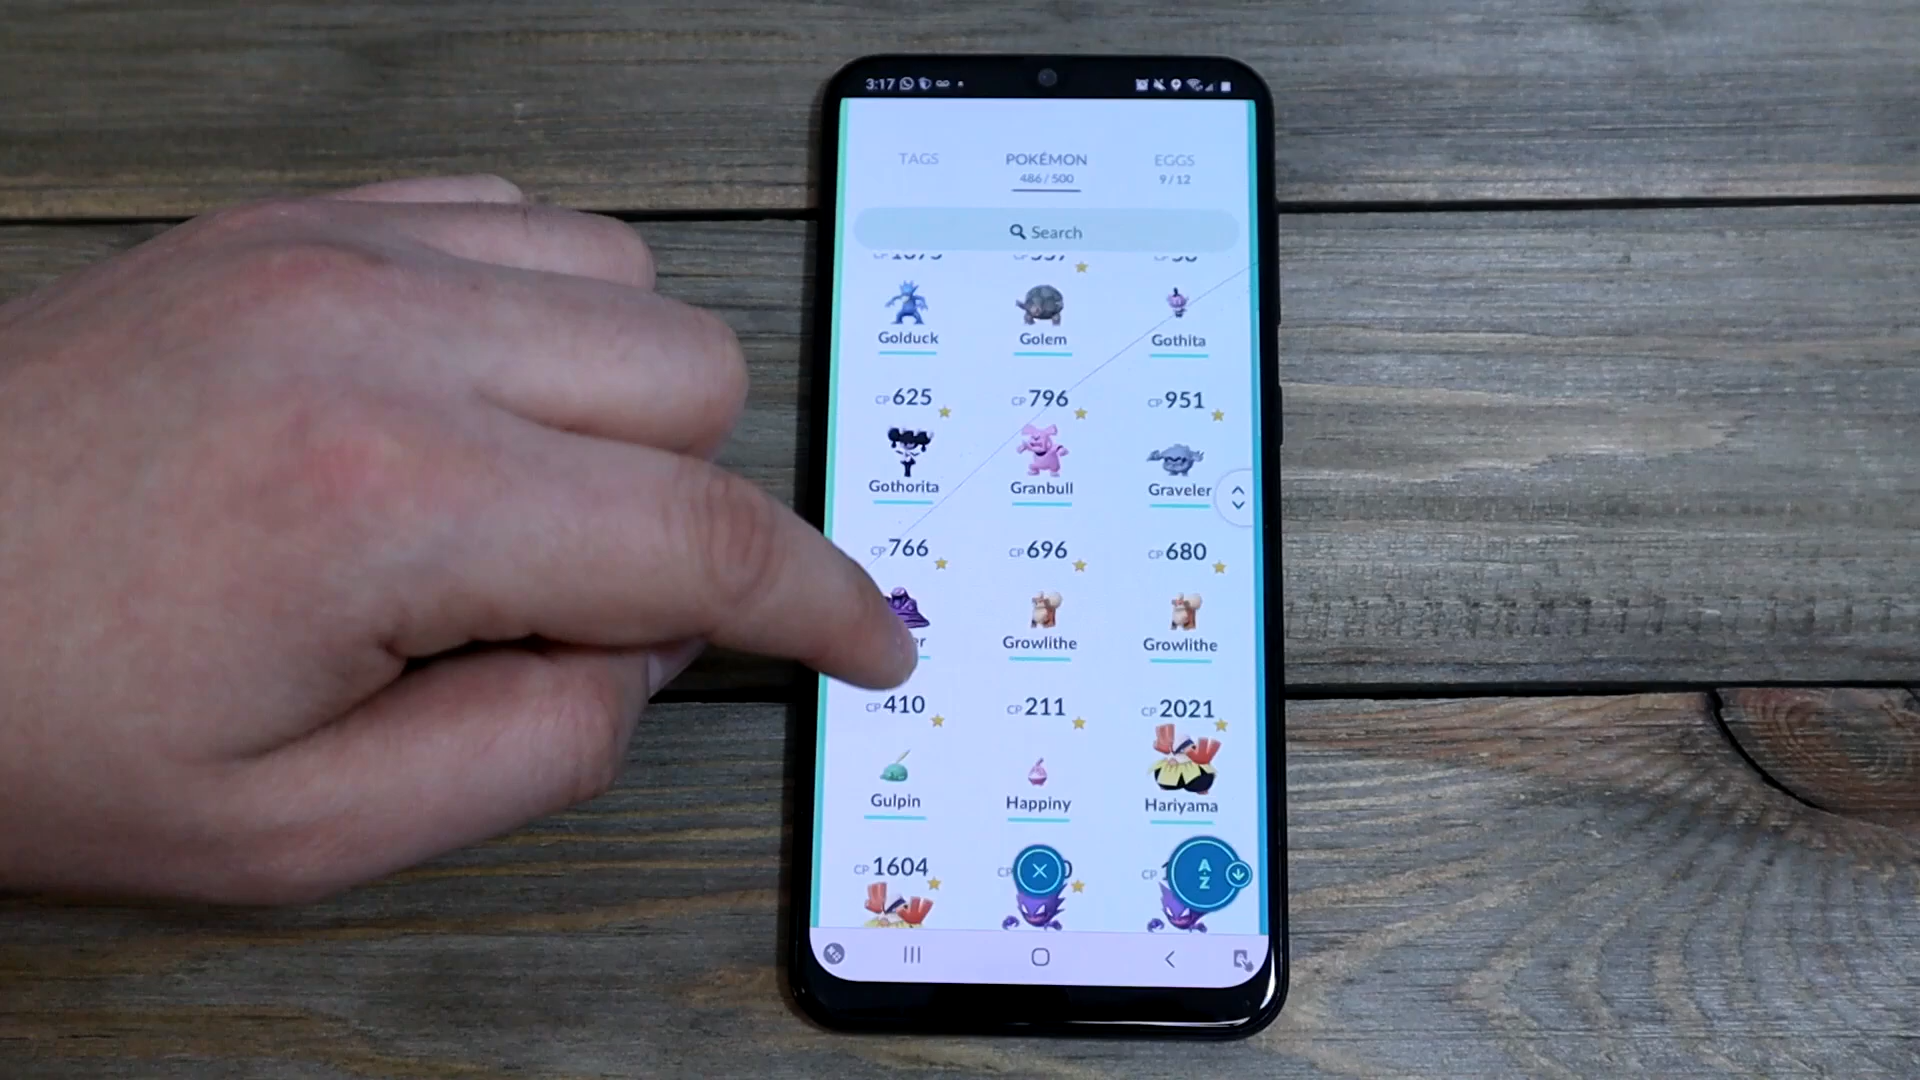 3:17
TAGS POKÉMON EGGS
486 / 500 9 / 12
Search
Golduck Golem Gothita
CP 625 CP 796 CP 951
Gothorita Granbull Graveler
CP 766 CP 696 CP 680
Growlithe Growlithe
CP 410 CP 211 CP 2021
Gulpin Happiny Hariyama
CP 1604 CP CP
A-Z